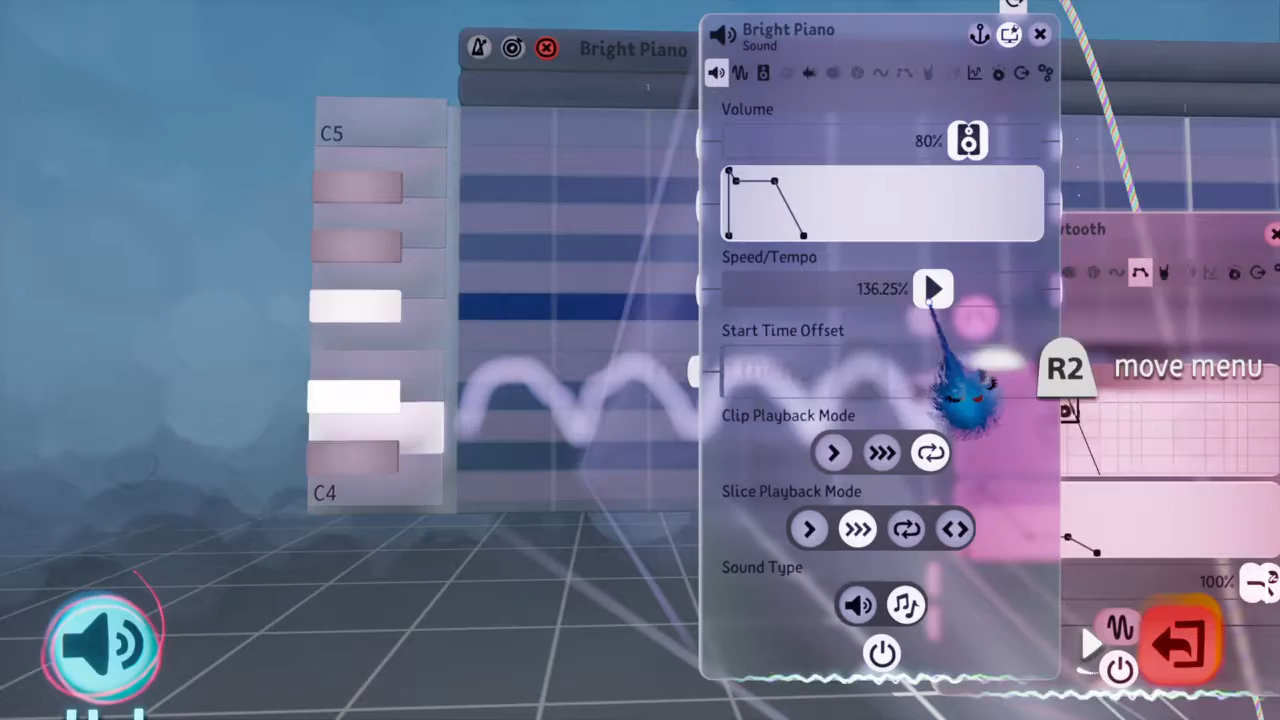 Bright Piano
Bright Piano
Sound
Volume
C5
80%
Speed/Tempo
136.25%
Start Time Offset
R2 move menu
Clip Playback Mode
Slice Playback Mode
C4
Sound Type
100%